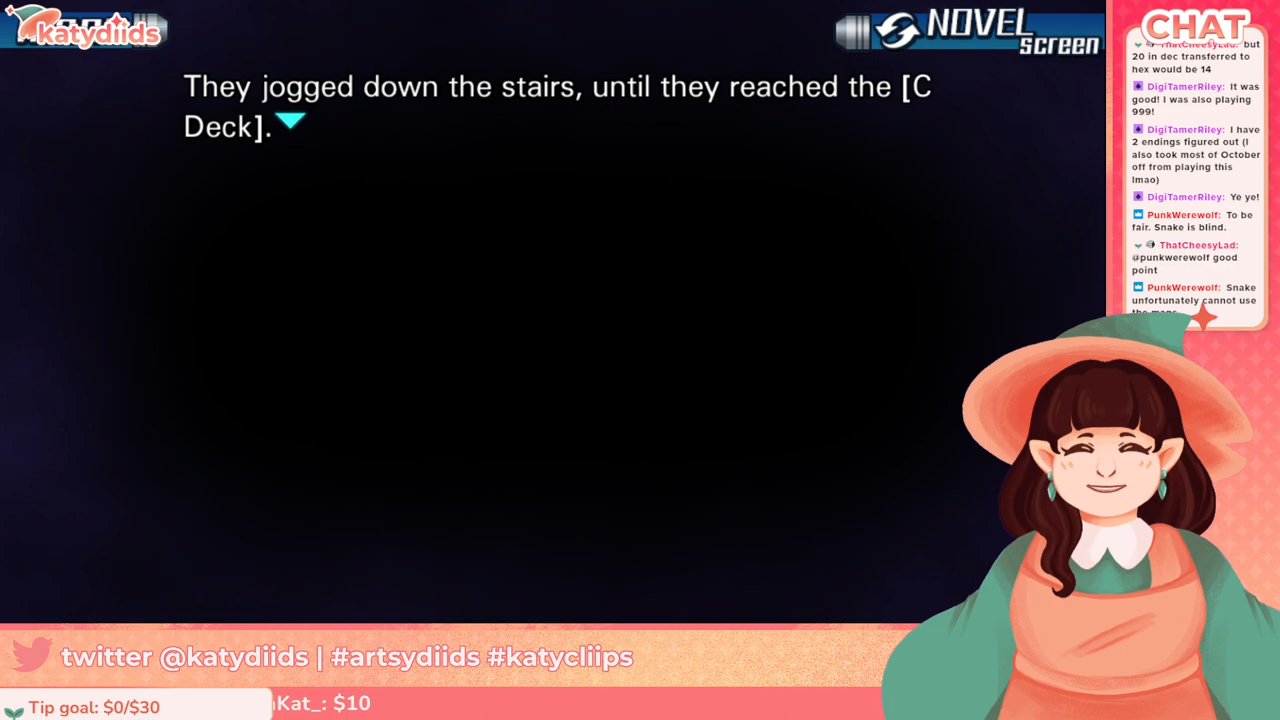 katydiids
NOVEL
Screen
They jogged down the stairs, until they reached the [C
Deck].
CHAT
ThatCheesyLad: but
20 in dec transferred to
hex would be 14
DigiTamerRiley: It was
good! I was also playing
999!
DigiTamerRiley: I have
2 endings figured out (I
also took most of October
off from playing this
lmao)
DigiTamerRiley: Ye ye!
PunkWerewolf: To be
fair. Snake is blind.
ThatCheesyLad:
@punkwerewolf good
point
PunkWerewolf: Snake
unfortunately cannot use
the maps
twitter @katydiids | #artsydiids #katycliips
Tip goal: $0/$30
Kat_: $10